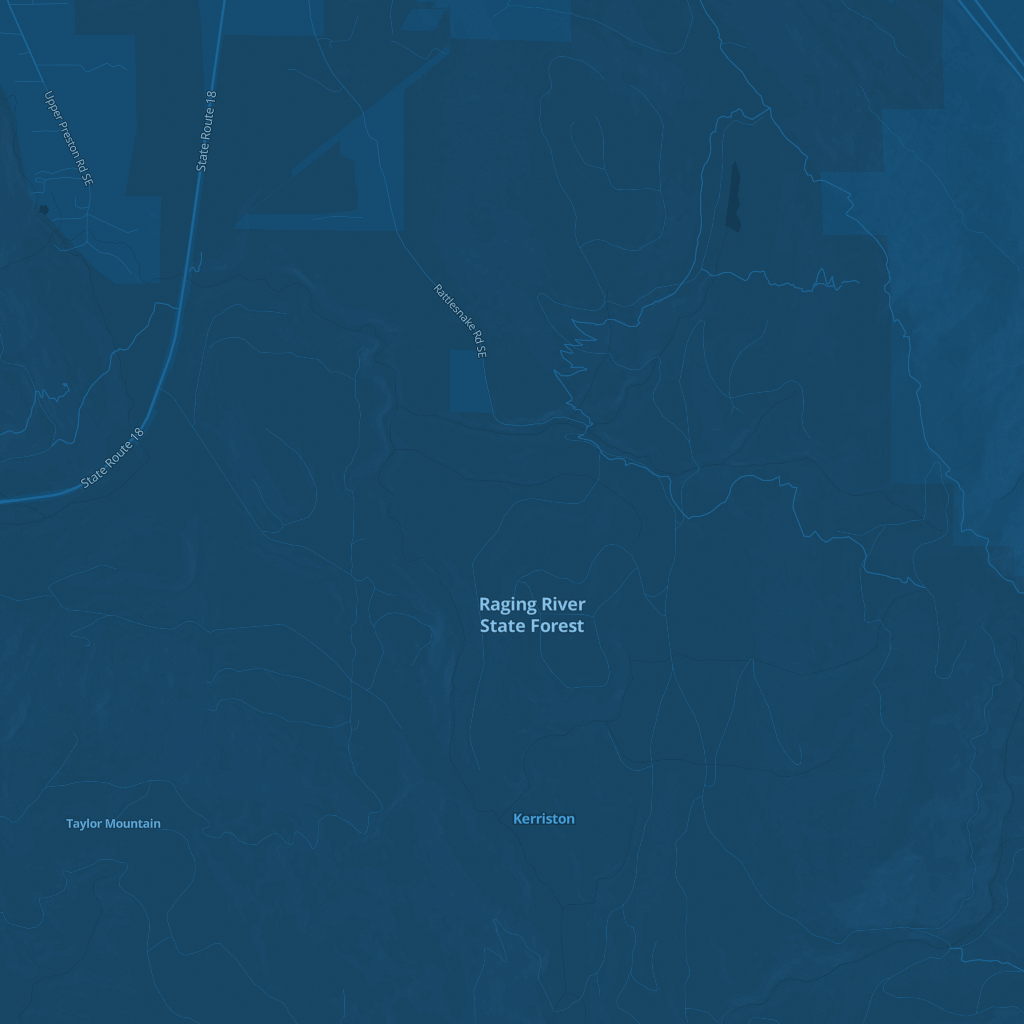 Upper Preston Rd SE
State Route 18
Rattlesnake Rd SE
State Route 18
Raging River
State Forest
Kerriston
Taylor Mountain